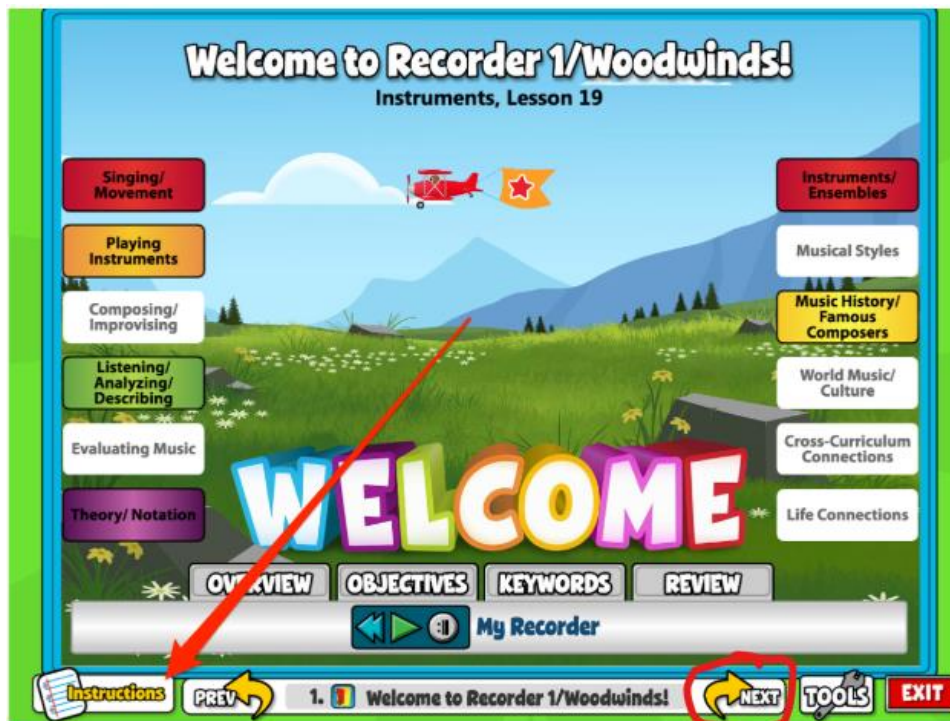 Welcome to Recorder 1/Woodwinds!
Instruments, Lesson 19
Singing/
Movement
Playing
Instruments
Composing/
Improvising
Listening/
Analyzing/
Describing
Evaluating Music
Theory/ Notation
Instruments/
Ensembles
Musical Styles
Music History/
Famous
Composers
World Music/
Culture
Cross-Curriculum
Connections
Life Connections
WELCOME
OVERVIEW OBJECTIVES KEYWORDS REVIEW
My Recorder
Instructions PREV 1. Welcome to Recorder 1/Woodwinds! NEXT TOOLS EXIT